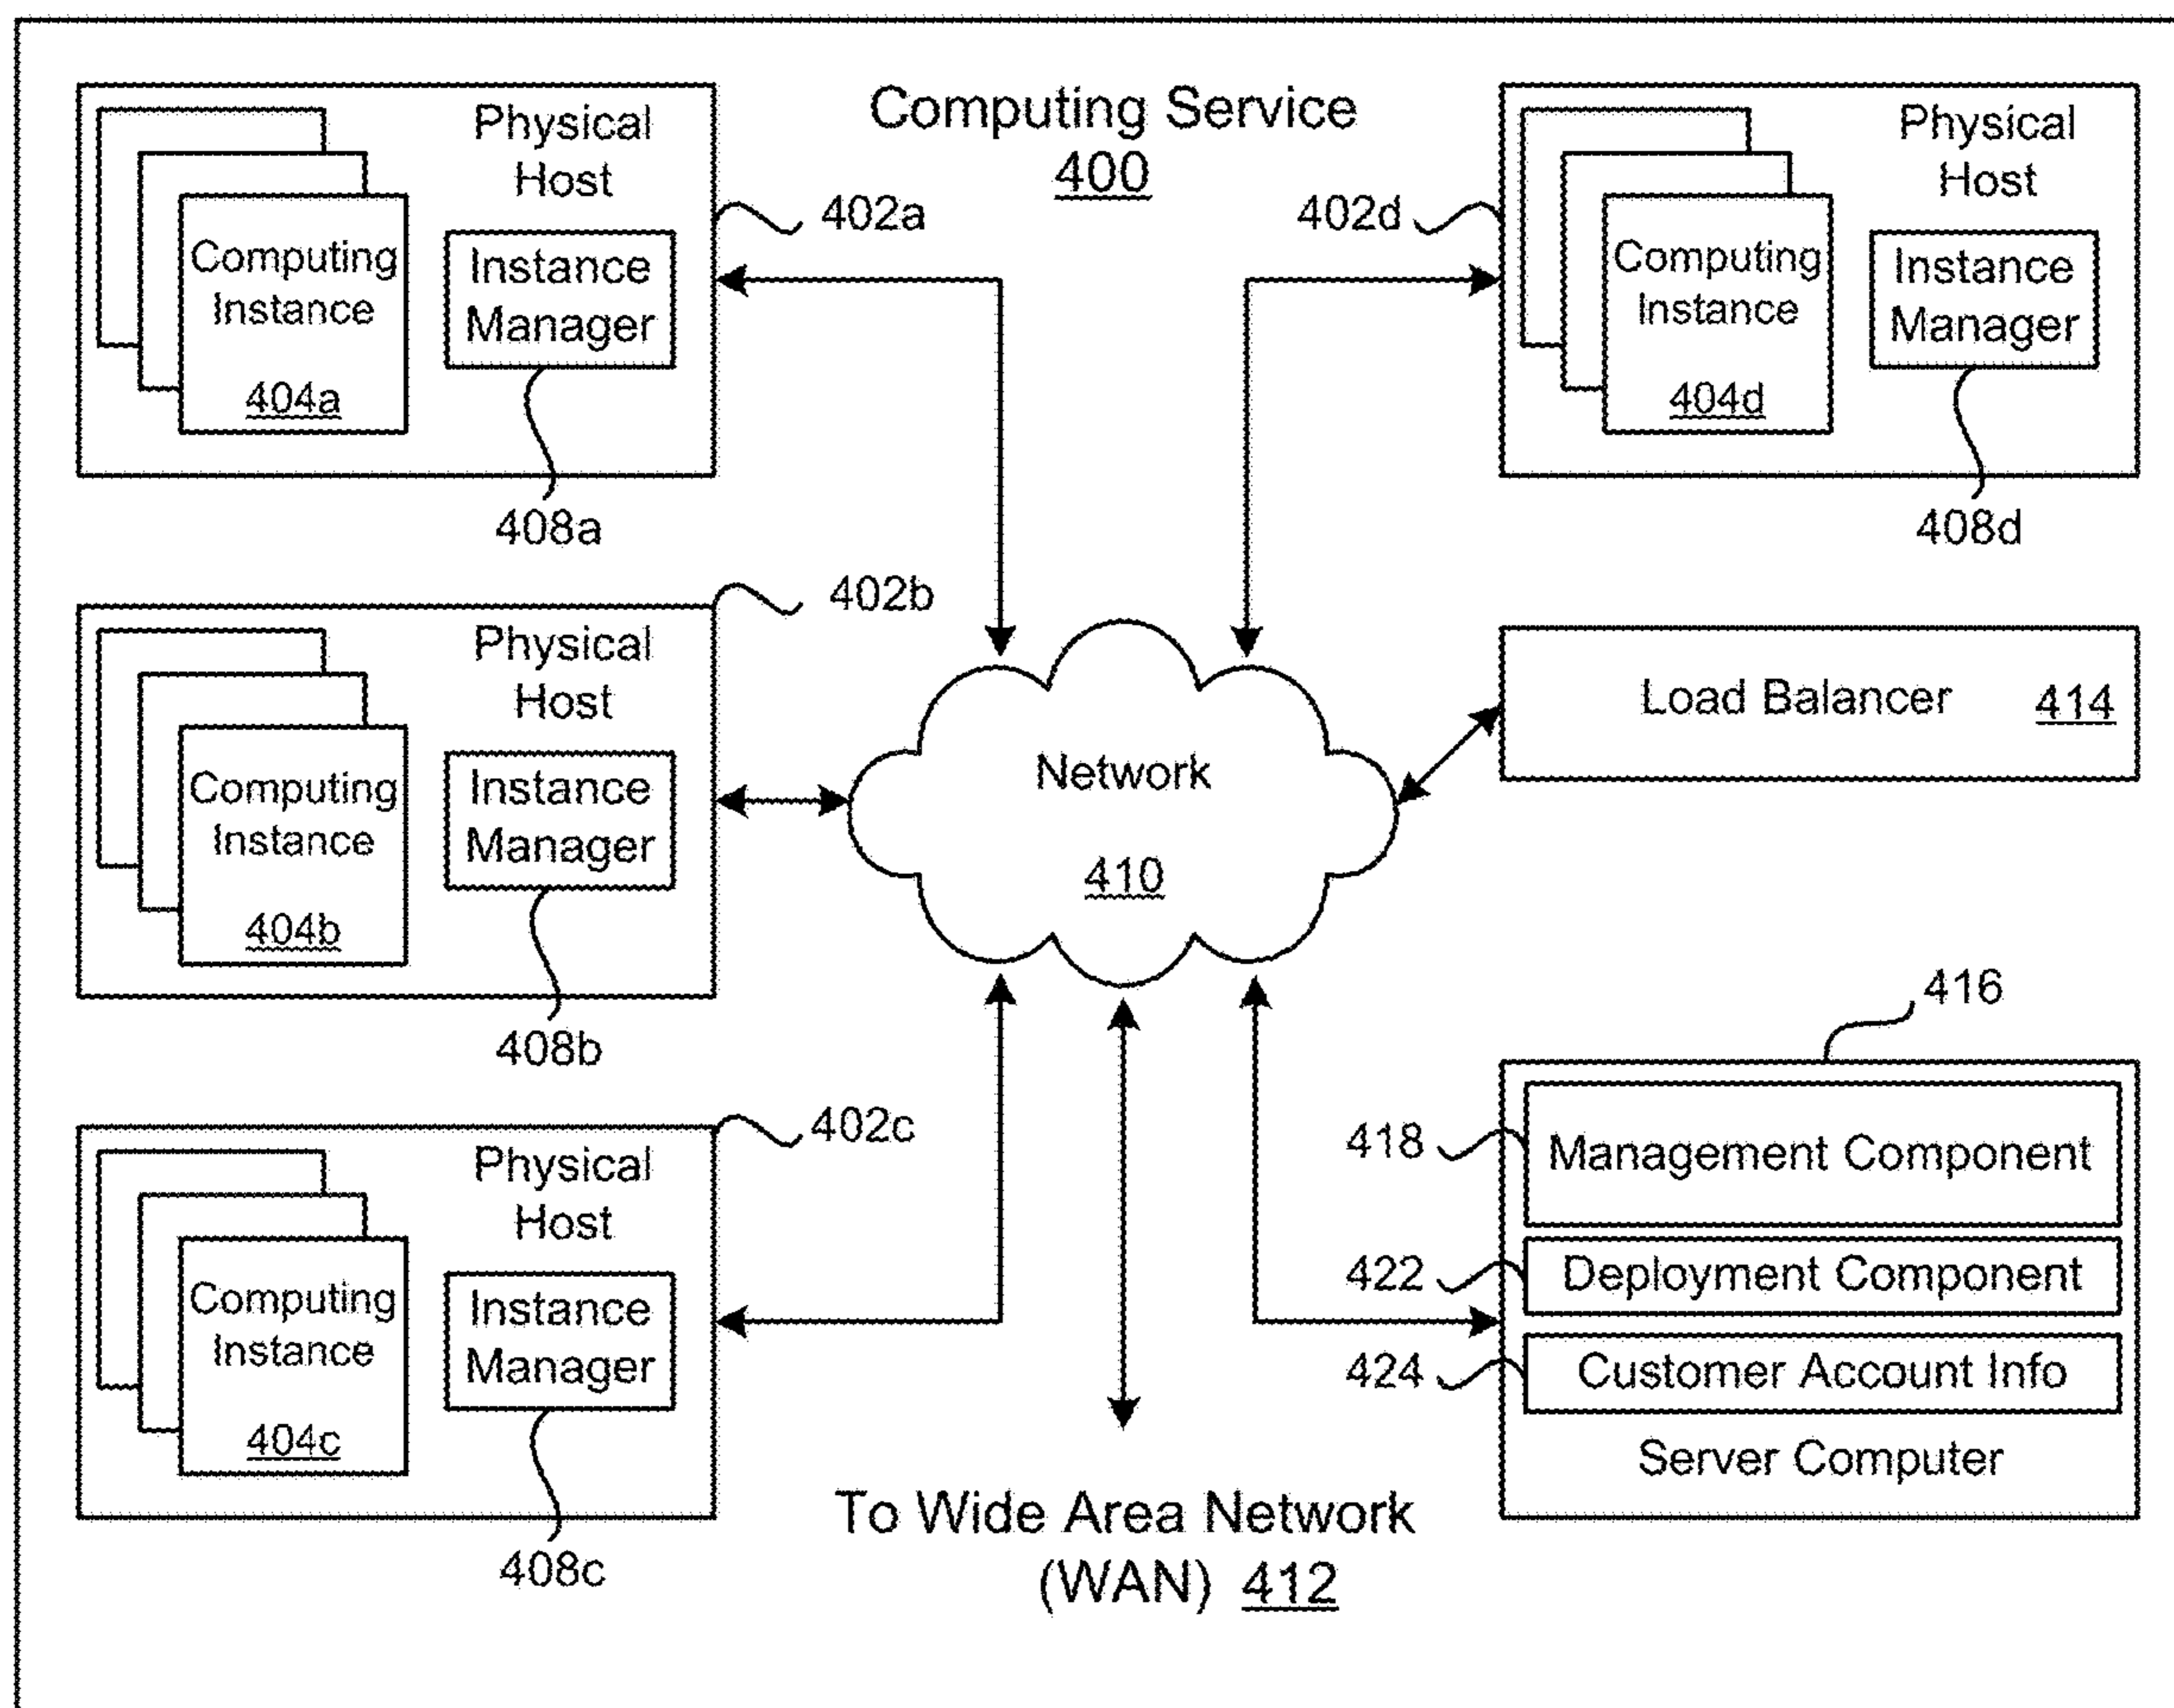 Computing Service
400
Physical
Host
Computing
Instance
404a
Instance
Manager
402a
408a
Physical
Host
402d
Computing
Instance
404d
Instance
Manager
408d
Physical
Host
402b
Computing
Instance
404b
Instance
Manager
408b
Network
410
Load Balancer 414
Physical
Host
402c
Computing
Instance
404c
Instance
Manager
408c
416
418
Management Component
422
Deployment Component
424
Customer Account Info
Server Computer
To Wide Area Network
(WAN) 412